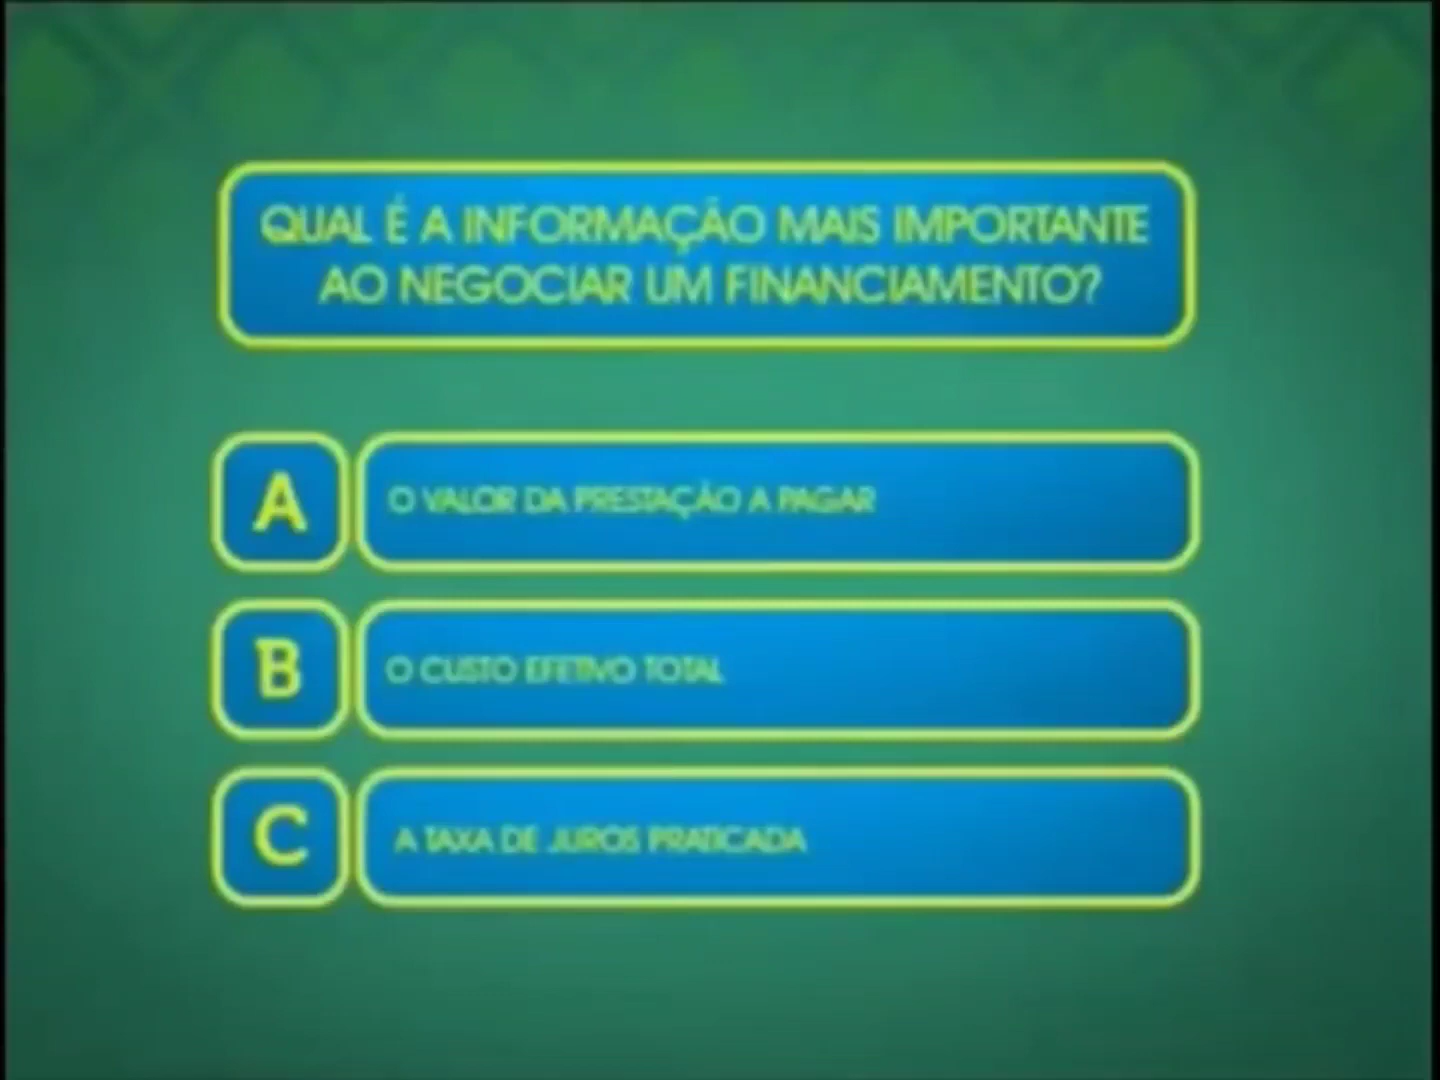 QUAL É A INFORMAÇÃO MAIS IMPORTANTE
AO NEGOCIAR UM FINANCIAMENTO?
A
O VALOR DA PRESTAÇÃO A PAGAR
B
O CUSTO EFETIVO TOTAL
C
A TAXA DE JUROS PRATICADA